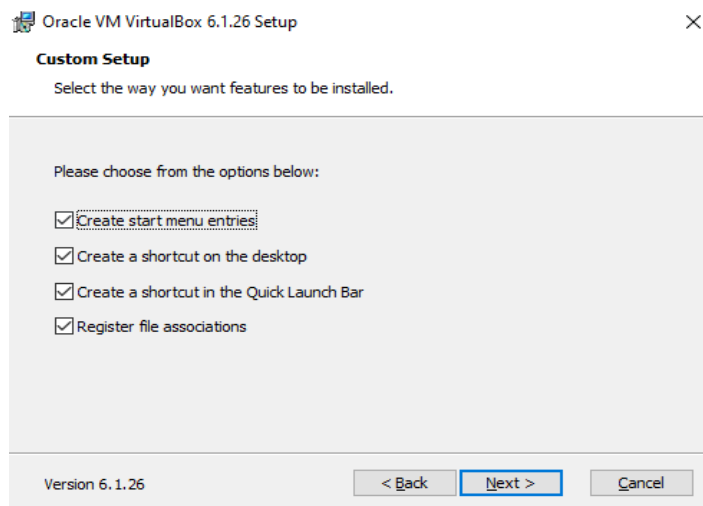 Oracle VM VirtualBox 6.1.26 Setup
Custom Setup
Select the way you want features to be installed.
Please choose from the options below:
Create start menu entries
Create a shortcut on the desktop
Create a shortcut in the Quick Launch Bar
Register file associations
Version 6.1.26 < Back Next > Cancel